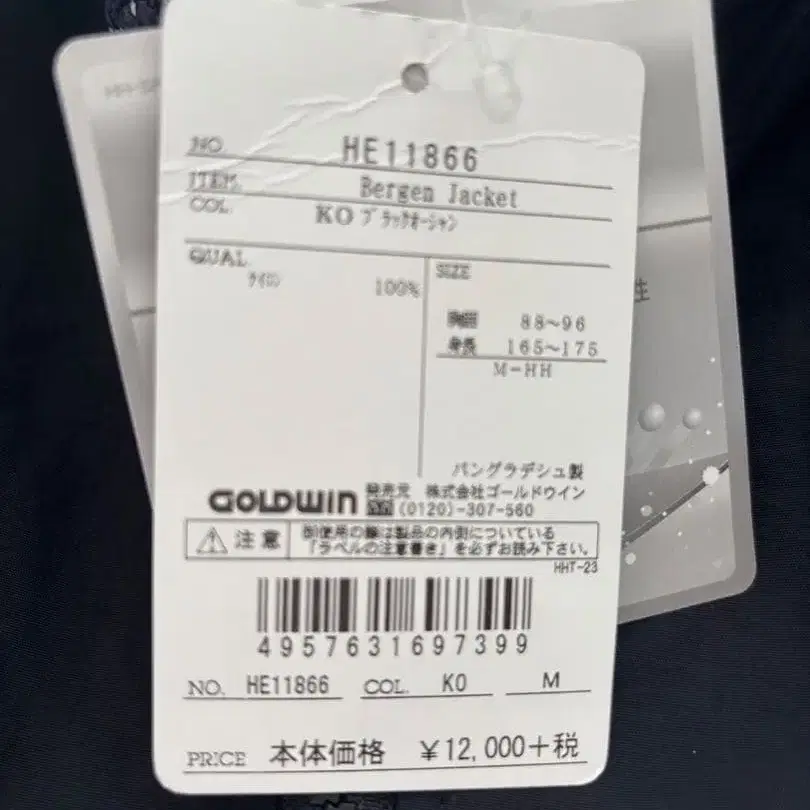 NO. HE11866
ITEM. Bergen Jacket
COL. KO ブラックオーシャン
QUAL
ナイロン 100%
SIZE
胸囲 88～96
身長 165～175
M-HH
バングラデシュ製
GOLDWIN 発売元 株式会社ゴールドウイン
(0120)-307-560
注意 御使用の際は製品の内側についている
「ラベルの注意書き」を必ずお読み下さい。
HHT-23
4957631697399
NO. HE11866 COL. KO M
PRICE 本体価格 ￥12,000+税
性